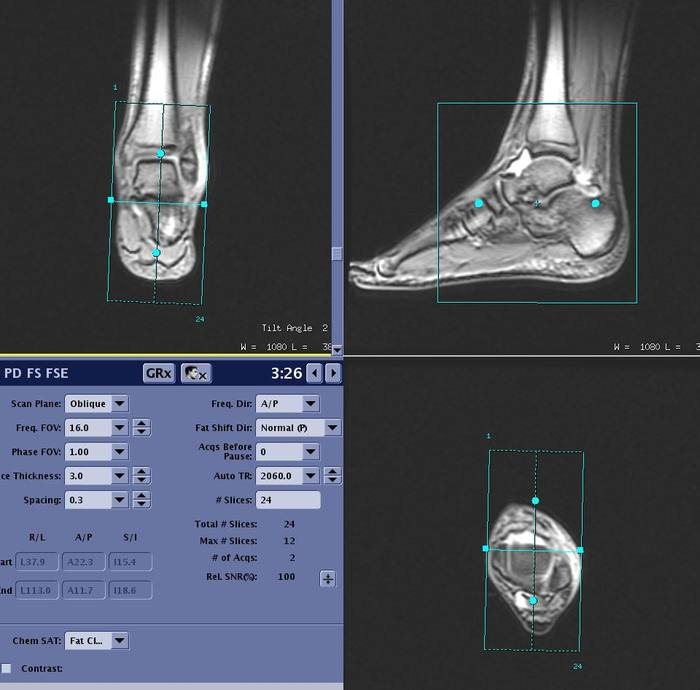 1
24
Tilt Angle 2
W = 1080 L = 38
W = 1080 L = 3
PD FS FSE
GRx
3:26
Scan Plane: Oblique
Freq. Dir: A/P
Freq. FOV: 16.0
Fat Shift Dir: Normal (P)
Phase FOV: 1.00
Acqs Before
Pause: 0
ce Thickness: 3.0
Auto TR: 2060.0
Spacing: 0.3
# Slices: 24
Total # Slices: 24
R/L A/P S/I
Max # Slices: 12
# of Acqs: 2
art L37.9 A22.3 I15.4
Rel. SNR(%): 100
nd L113.0 A11.7 I18.6
Chem SAT: Fat Cl...
Contrast:
1
24